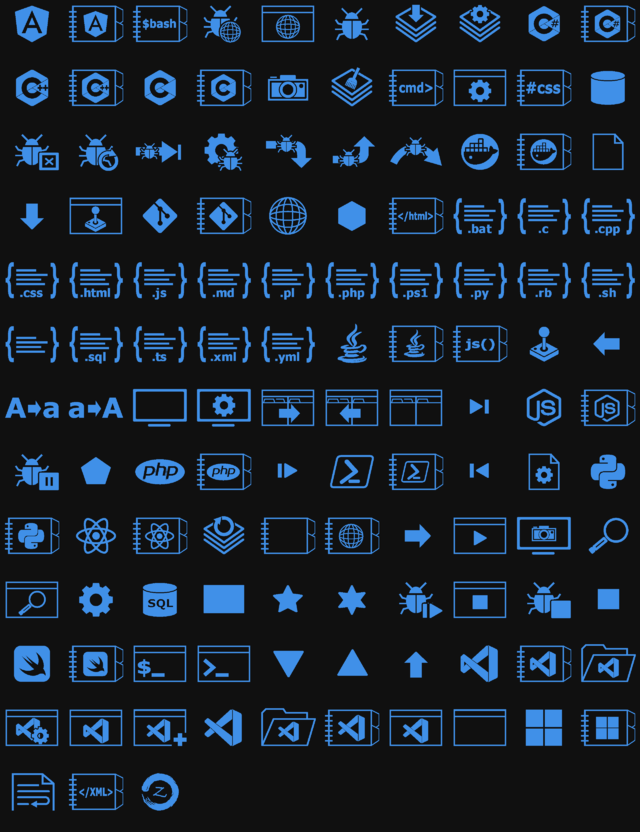 A A $bash C# C#
C++ C++ C C cmd> #css
</html> .bat .c .cpp
.css .html .js .md .pl .php .ps1 .py .rb .sh
.sql .ts .xml .yml js()
A a a A JS JS
php php
SQL
$_ >_
</XML> Z